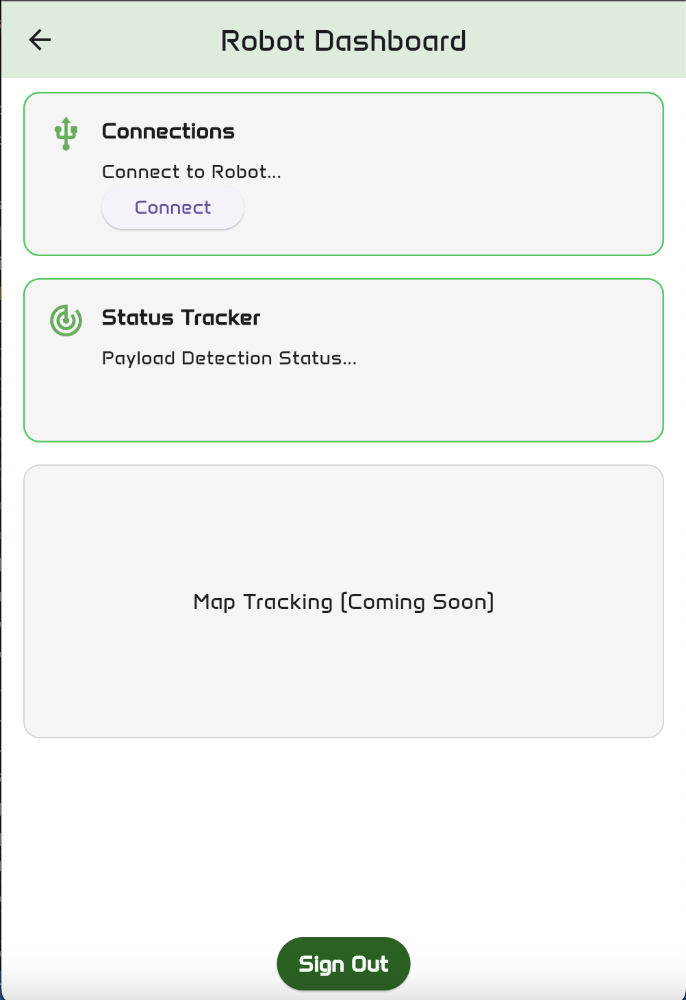 Robot Dashboard
Connections
Connect to Robot...
Connect
Status Tracker
Payload Detection Status...
Map Tracking (Coming Soon)
Sign Out